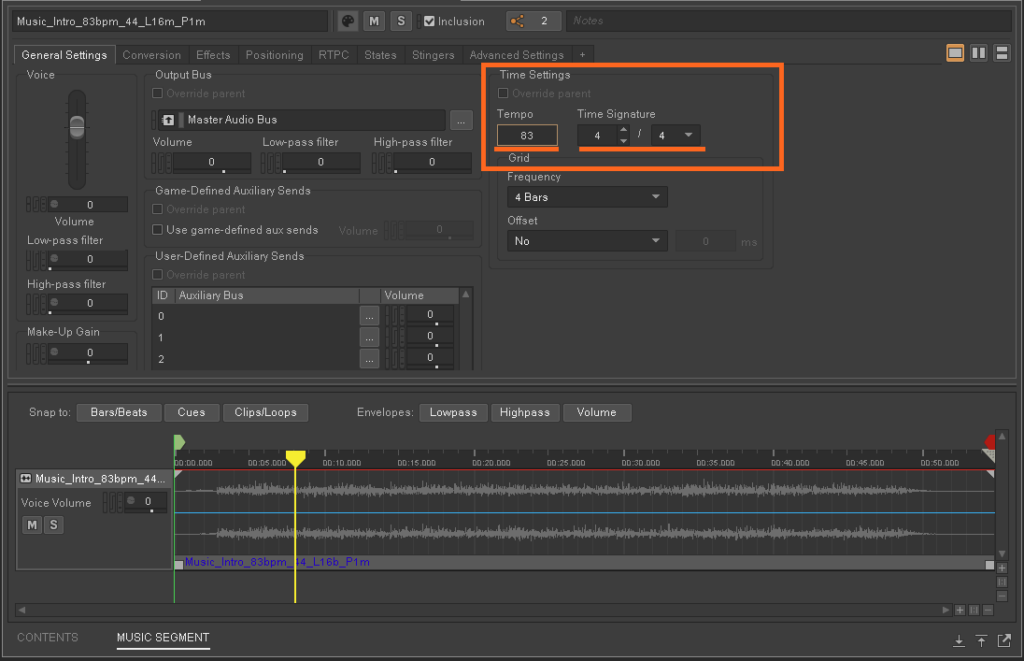 Music_Intro_83bpm_44_L16m_P1m M S Inclusion 2 Notes
General Settings Conversion Effects Positioning RTPC States Stingers Advanced Settings +
Voice
0
Volume
Low-pass filter
0
High-pass filter
0
Make-Up Gain
0
Output Bus
Override parent
Master Audio Bus ...
Volume Low-pass filter High-pass filter
0 0 0
Game-Defined Auxiliary Sends
Override parent
Use game-defined aux sends Volume 0
User-Defined Auxiliary Sends
Override parent
ID Auxiliary Bus Volume
0 ... 0
1 ... 0
2 ... 0
Time Settings
Override parent
Tempo Time Signature
83 4 / 4
Grid
Frequency
4 Bars
Offset
No 0 ms
Snap to: Bars/Beats Cues Clips/Loops Envelopes: Lowpass Highpass Volume
00:00.000 00:05.000 00:10.000 00:15.000 00:20.000 00:25.000 00:30.000 00:35.000 00:40.000 00:45.000 00:50.000
Music_Intro_83bpm_44...
Voice Volume 0
M S
Music_Intro_83bpm_44_L16b_P1m
CONTENTS MUSIC SEGMENT